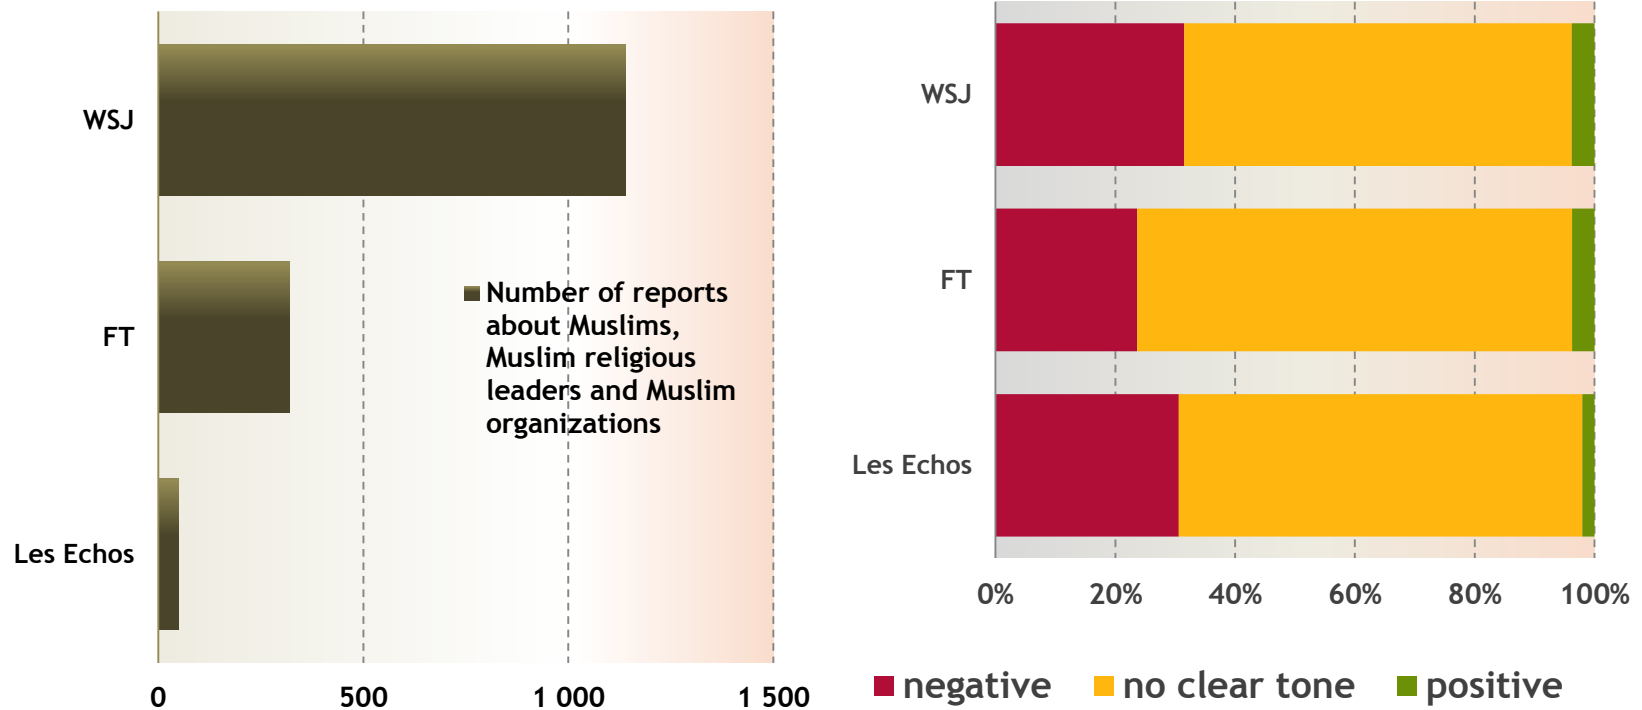 WSJ
FT
Les Echos
Number of reports
about Muslims,
Muslim religious
leaders and Muslim
organizations
0 500 1 000 1 500
WSJ
FT
Les Echos
0% 20% 40% 60% 80% 100%
negative no clear tone positive